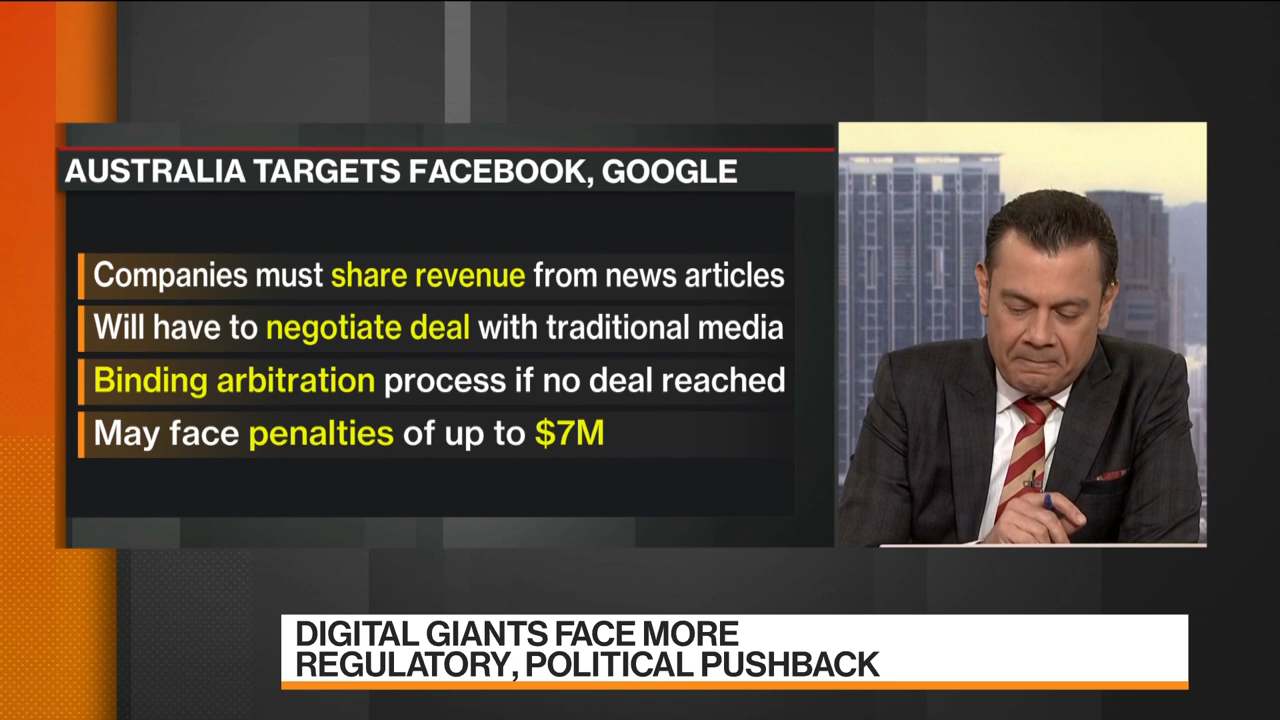 AUSTRALIA TARGETS FACEBOOK, GOOGLE
Companies must share revenue from news articles
Will have to negotiate deal with traditional media
Binding arbitration process if no deal reached
May face penalties of up to $7M
DIGITAL GIANTS FACE MORE
REGULATORY, POLITICAL PUSHBACK